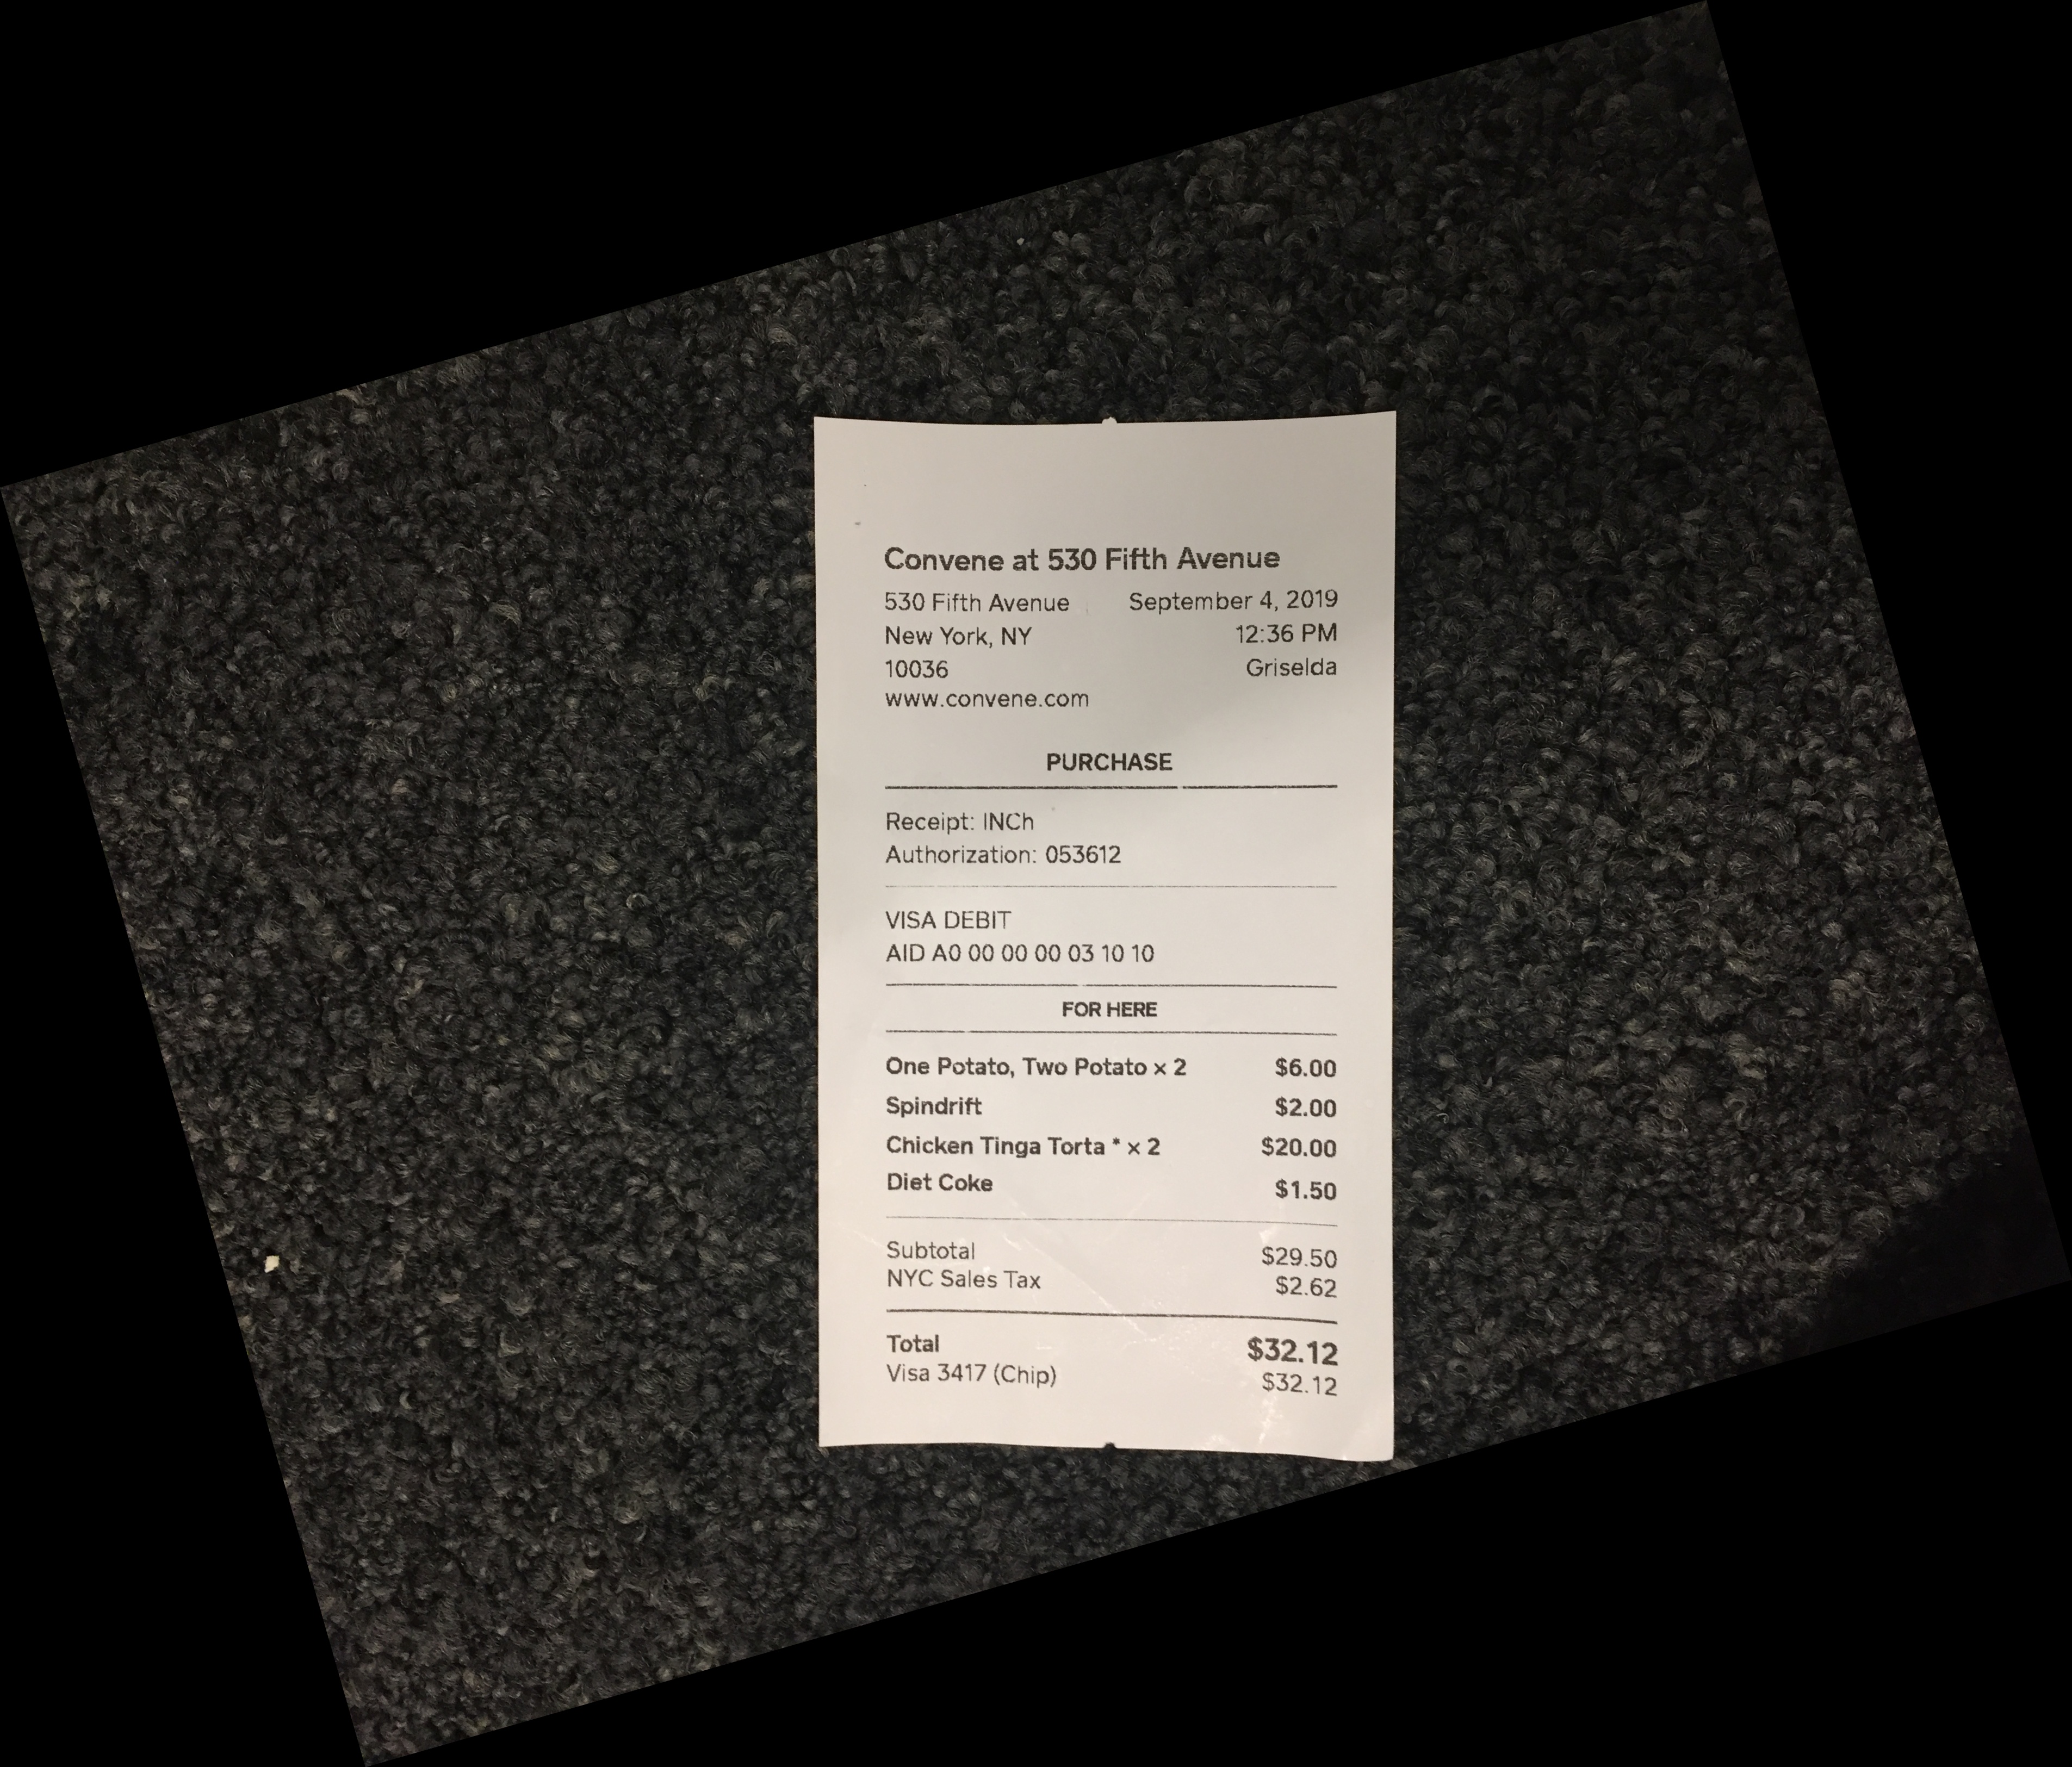 Convene at 530 Fifth Avenue
530 Fifth Avenue September 4, 2019
New York, NY 12:36 PM
10036 Griselda
www.convene.com
PURCHASE
Receipt: INCh
Authorization: 053612
VISA DEBIT
AID A0 00 00 00 03 10 10
FOR HERE
One Potato, Two Potato × 2 $6.00
Spindrift $2.00
Chicken Tinga Torta * × 2 $20.00
Diet Coke $1.50
Subtotal $29.50
NYC Sales Tax $2.62
Total $32.12
Visa 3417 (Chip) $32.12